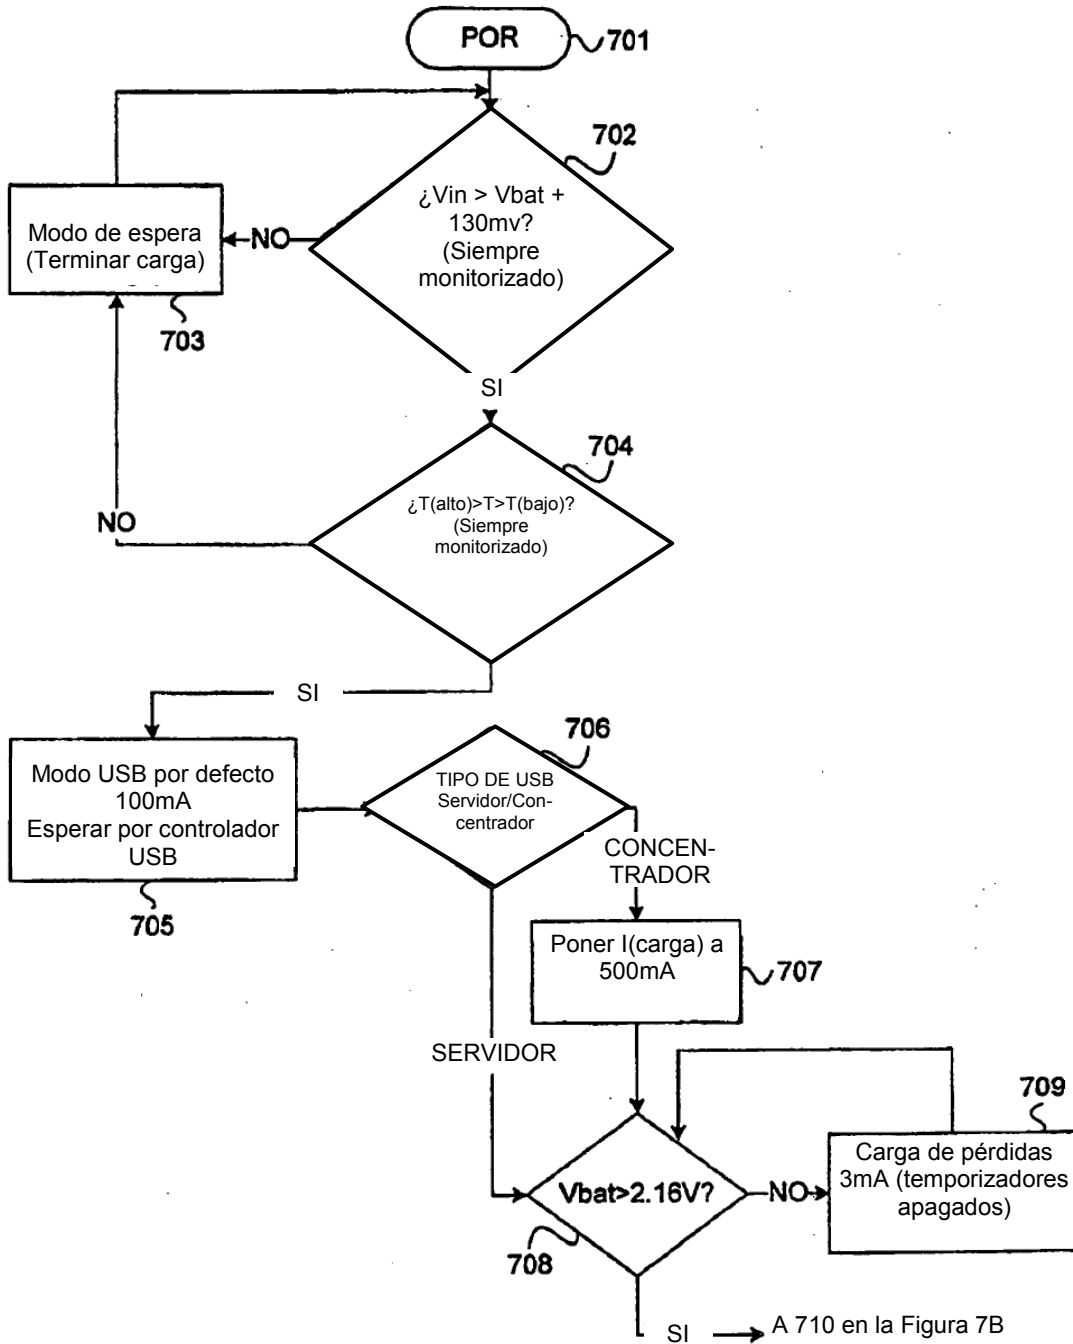 POR
701
702
¿Vin > Vbat +
130mv?
(Siempre
monitorizado)
NO
Modo de espera
(Terminar carga)
703
SI
704
¿T(alto)>T>T(bajo)?
(Siempre
monitorizado)
NO
SI
706
Modo USB por defecto
100mA
Esperar por controlador
USB
705
TIPO DE USB
Servidor/Con-
centrador
CONCEN-
TRADOR
Poner I(carga) a
500mA
707
SERVIDOR
709
Carga de pérdidas
3mA (temporizadores
apagados)
Vbat>2.16V?
NO
708
SI
A 710 en la Figura 7B